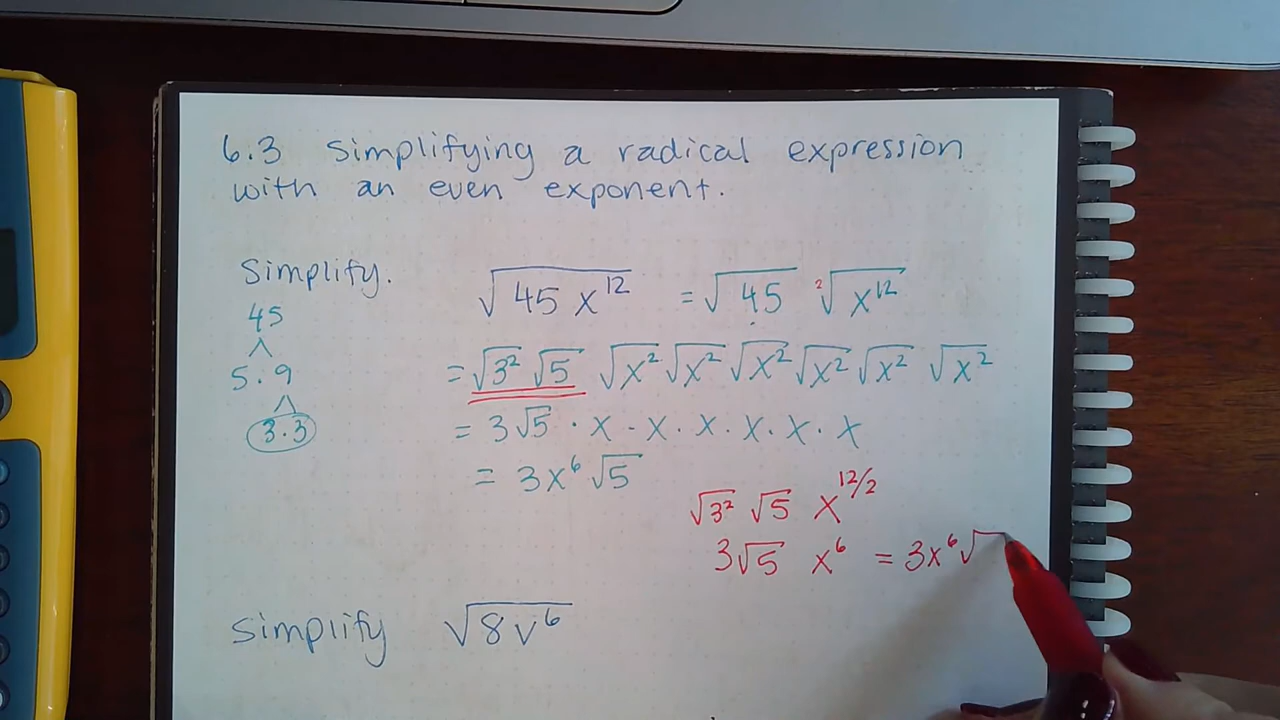 6.3 simplifying a radical expression
with an even exponent.
Simplify.
√45 x¹² = √45 ²√x¹²
45
5 · 9
3 · 3
= √3² √5 √x² √x² √x² √x² √x² √x²
= 3√5 · x · x · x · x · x · x
= 3x⁶ √5
√3² √5 x^12/2
3√5 x⁶ = 3x⁶ √
simplify √8v⁶